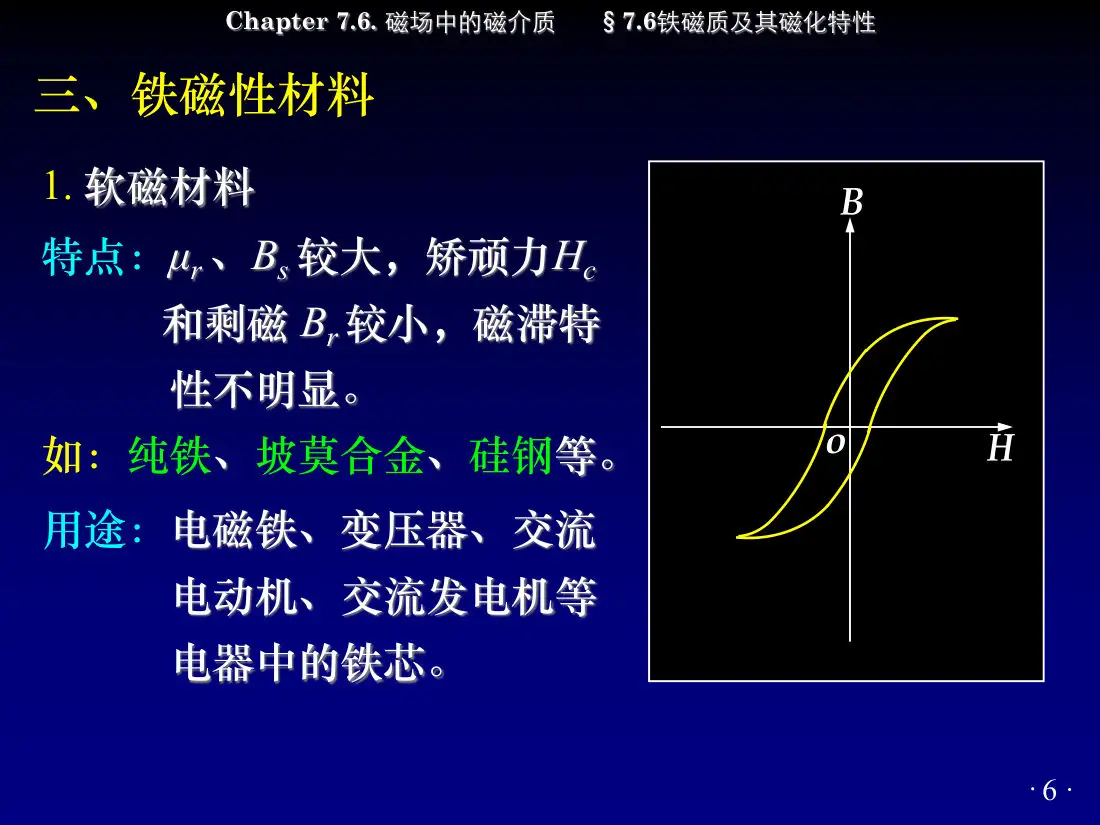 Chapter 7.6. 磁场中的磁介质 §7.6铁磁质及其磁化特性
三、铁磁性材料
1. 软磁材料
特点：μr、Bs 较大，矫顽力Hc
和剩磁 Br 较小，磁滞特
性不明显。
如：纯铁、坡莫合金、硅钢等。
用途：电磁铁、变压器、交流
电动机、交流发电机等
电器中的铁芯。
B
O
H
·6·